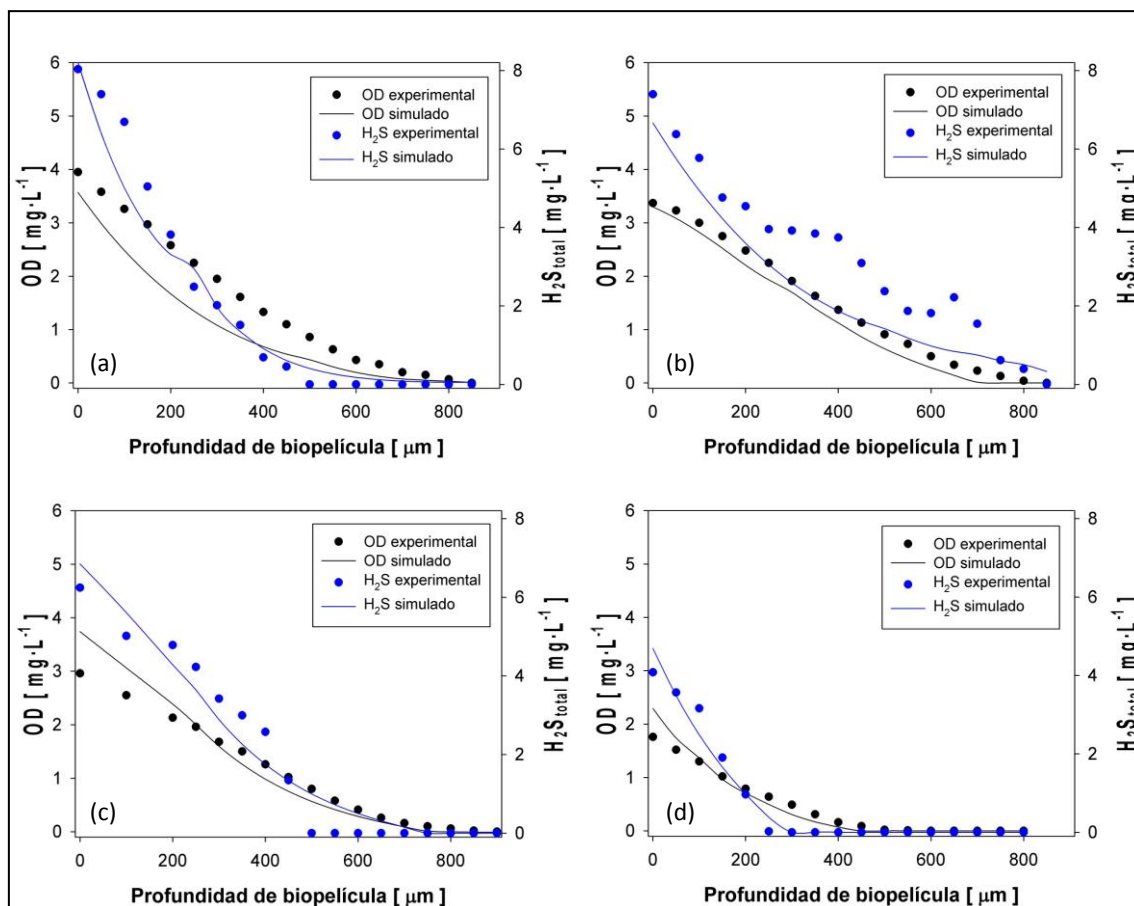 6
5
4
3
2
1
0
OD [ mg·L⁻¹ ]
8
6
4
2
0
H₂S_total [ mg·L⁻¹ ]
OD experimental
OD simulado
H₂S experimental
H₂S simulado
(a)
0 200 400 600 800
Profundidad de biopelícula [ μm ]
6
5
4
3
2
1
0
OD [ mg·L⁻¹ ]
8
6
4
2
0
H₂S_total [ mg·L⁻¹ ]
OD experimental
OD simulado
H₂S experimental
H₂S simulado
(b)
0 200 400 600 800
Profundidad de biopelícula [ μm ]
6
5
4
3
2
1
0
OD [ mg·L⁻¹ ]
8
6
4
2
0
H₂S_total [ mg·L⁻¹ ]
OD experimental
OD simulado
H₂S experimental
H₂S simulado
(c)
0 200 400 600 800
Profundidad de biopelícula [ μm ]
6
5
4
3
2
1
0
OD [ mg·L⁻¹ ]
8
6
4
2
0
H₂S_total [ mg·L⁻¹ ]
OD experimental
OD simulado
H₂S experimental
H₂S simulado
(d)
0 200 400 600 800
Profundidad de biopelícula [ μm ]